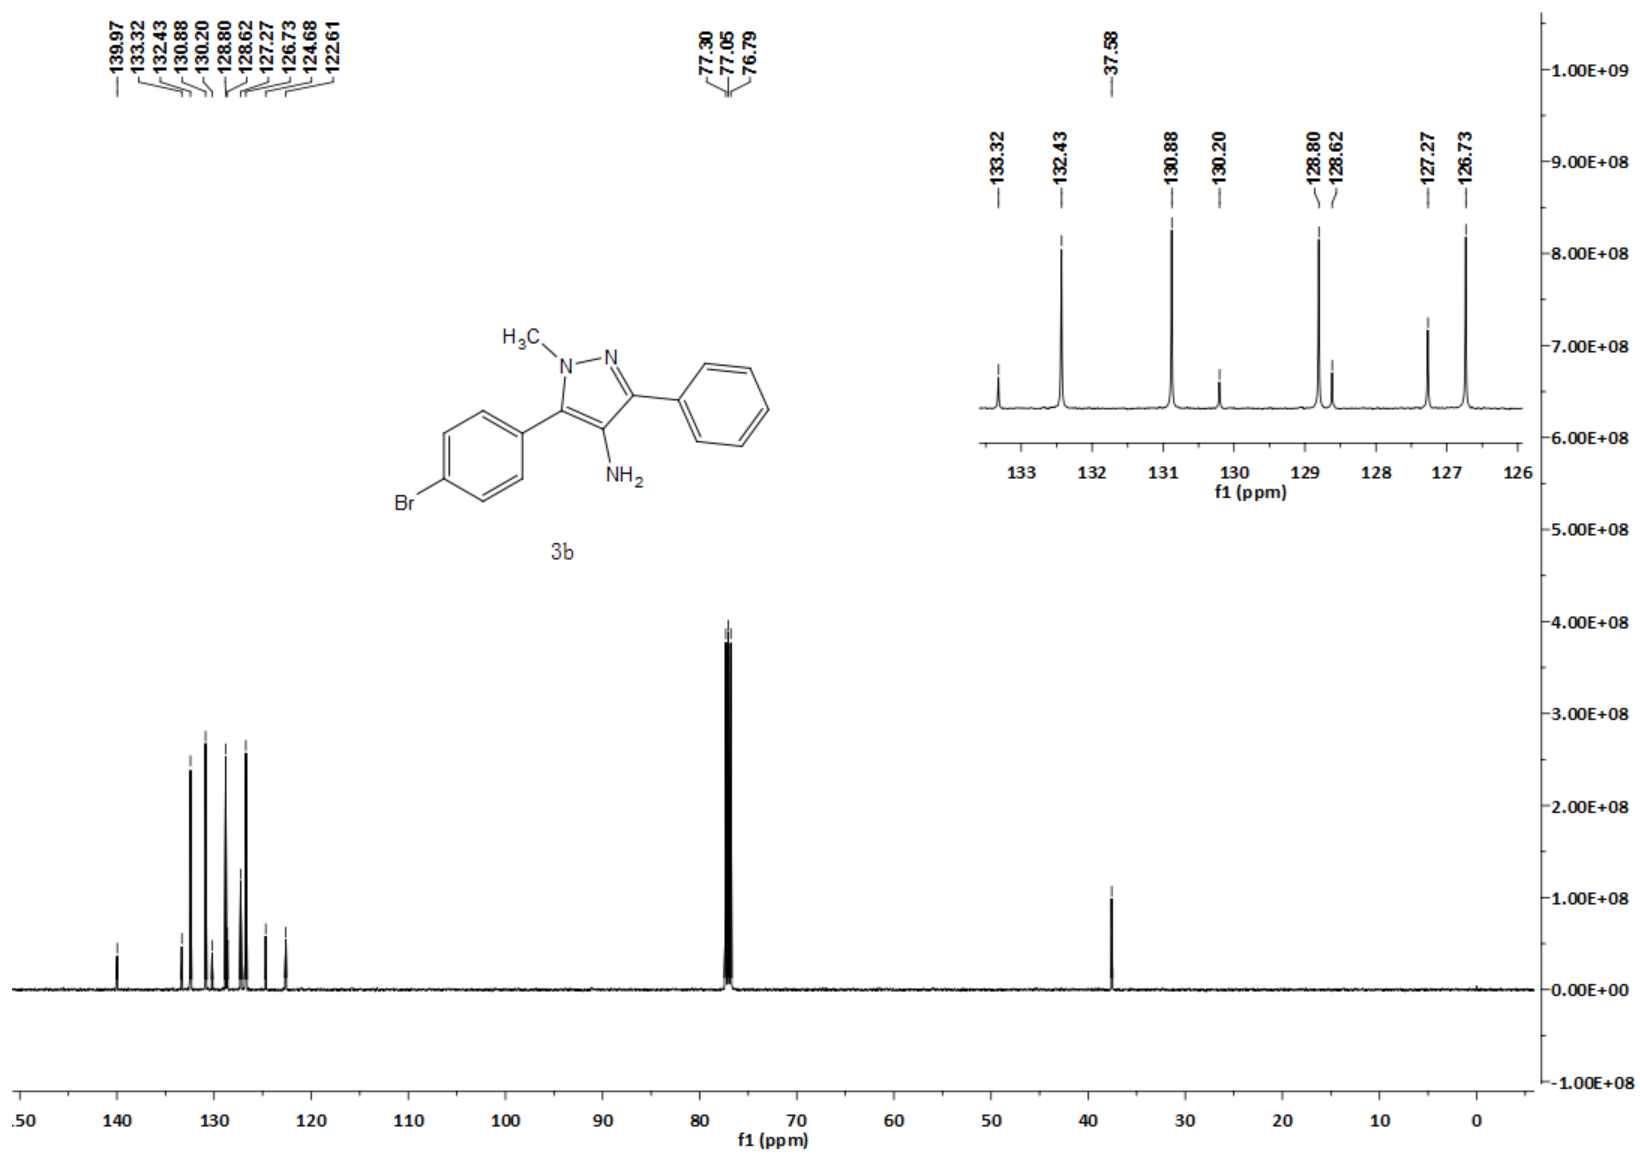 139.97
133.32
132.43
130.88
130.20
128.80
128.62
127.27
126.73
124.68
122.61
77.30
77.05
76.79
37.58
133.32
132.43
130.88
130.20
128.80
128.62
127.27
126.73
133 132 131 130 129 128 127 126
f1 (ppm)
H3C
N
N
NH2
Br
3b
1.00E+09
9.00E+08
8.00E+08
7.00E+08
6.00E+08
5.00E+08
4.00E+08
3.00E+08
2.00E+08
1.00E+08
0.00E+00
-1.00E+08
.50 140 130 120 110 100 90 80 70 60 50 40 30 20 10 0
f1 (ppm)